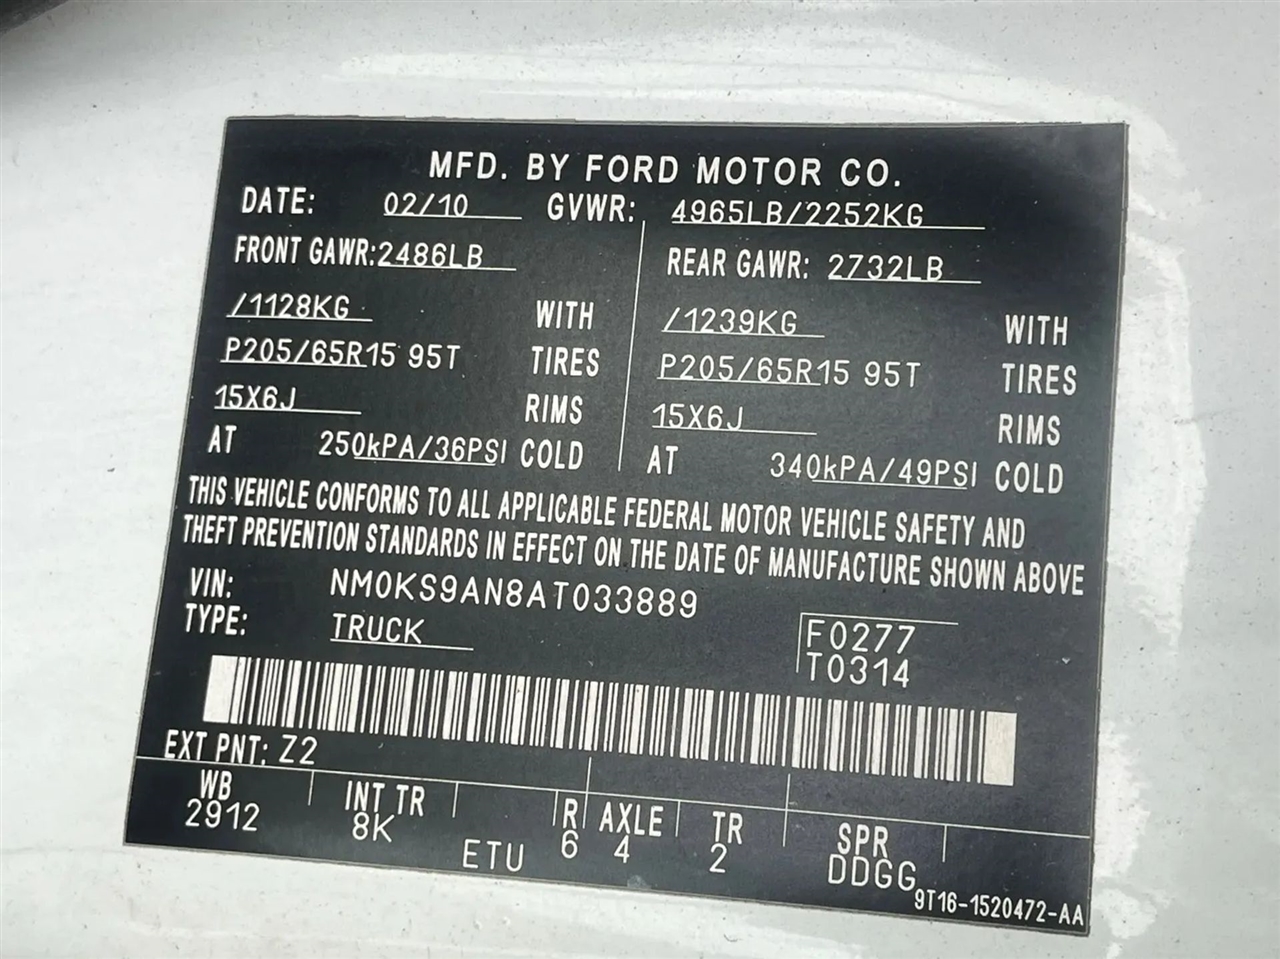 MFD. BY FORD MOTOR CO.
DATE: 02/10 GVWR: 4965LB/2252KG
FRONT GAWR:2486LB REAR GAWR: 2732LB
/1128KG WITH /1239KG WITH
P205/65R15 95T TIRES P205/65R15 95T TIRES
15X6J RIMS 15X6J RIMS
AT 250kPA/36PSI COLD AT 340kPA/49PSI COLD
THIS VEHICLE CONFORMS TO ALL APPLICABLE FEDERAL MOTOR VEHICLE SAFETY AND
THEFT PREVENTION STANDARDS IN EFFECT ON THE DATE OF MANUFACTURE SHOWN ABOVE
VIN: NM0KS9AN8AT033889
TYPE: TRUCK F0277
T0314
EXT PNT: Z2
WB INT TR R AXLE TR SPR
2912 8K ETU 6 4 2 DDGG
9T16-1520472-AA